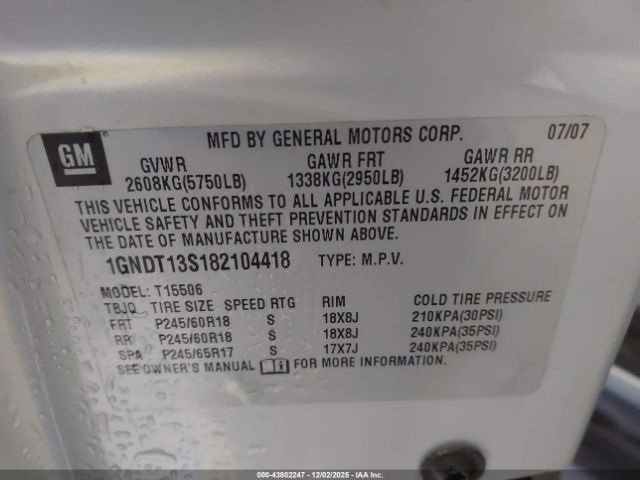 GM
MFD BY GENERAL MOTORS CORP. 07/07
GVWR GAWR FRT GAWR RR
2608KG(5750LB) 1338KG(2950LB) 1452KG(3200LB)
THIS VEHICLE CONFORMS TO ALL APPLICABLE U.S. FEDERAL MOTOR
VEHICLE SAFETY AND THEFT PREVENTION STANDARDS IN EFFECT ON
THE DATE OF MANUFACTURE SHOWN ABOVE.
1GNDT13S182104418 TYPE: M.P.V.
MODEL: T15506
TBJQ TIRE SIZE SPEED RTG RIM COLD TIRE PRESSURE
FRT P245/60R18 S 18X8J 210KPA(30PSI)
RR P245/60R18 S 18X8J 240KPA(35PSI)
SPA P245/65R17 S 17X7J 240KPA(35PSI)
SEE OWNER'S MANUAL FOR MORE INFORMATION.
000-43802247 - 12/02/2025 - IAA Inc.